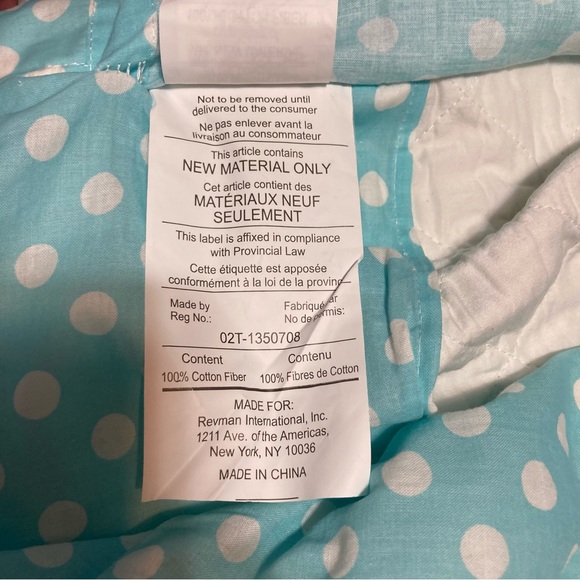 Not to be removed until
delivered to the consumer
Ne pas enlever avant la
livraison au consommateur
This article contains
NEW MATERIAL ONLY
Cet article contient des
MATÉRIAUX NEUF
SEULEMENT
This label is affixed in compliance
with Provincial Law
Cette étiquette est apposée
conformément à la loi de la
Made by Fabriqué
Reg No.: No de
02T-1350708
Content Contenu
100% Cotton Fiber 100% Fibres de Cotton
MADE FOR:
Revman International, Inc.
1211 Ave. of the Americas,
New York, NY 10036
MADE IN CHINA